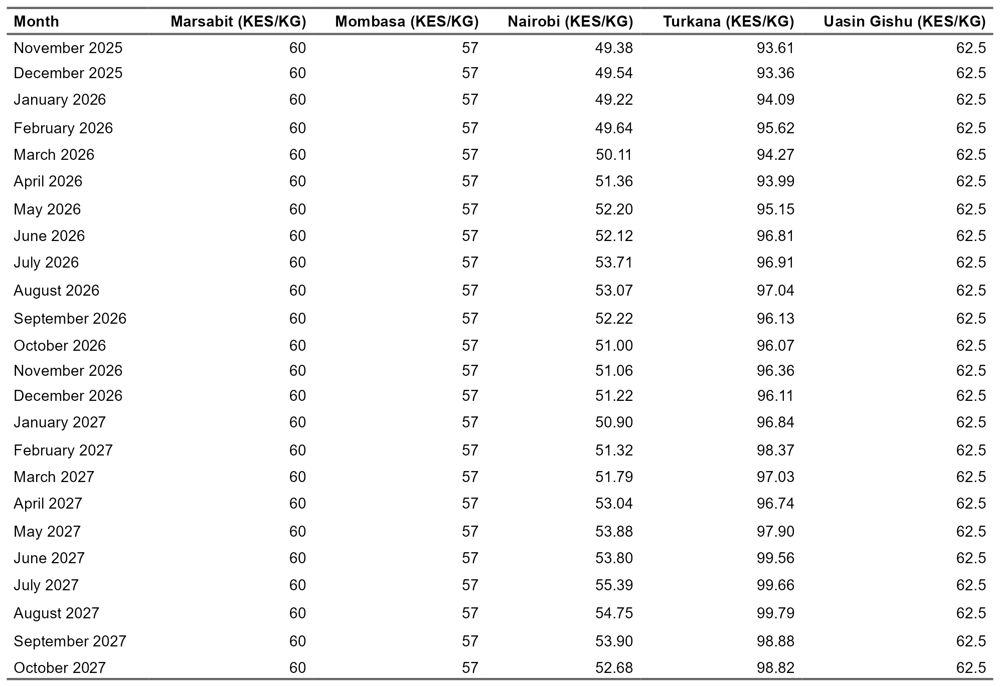 Month Marsabit (KES/KG) Mombasa (KES/KG) Nairobi (KES/KG) Turkana (KES/KG) Uasin Gishu (KES/KG)
November 2025 60 57 49.38 93.61 62.5
December 2025 60 57 49.54 93.36 62.5
January 2026 60 57 49.22 94.09 62.5
February 2026 60 57 49.64 95.62 62.5
March 2026 60 57 50.11 94.27 62.5
April 2026 60 57 51.36 93.99 62.5
May 2026 60 57 52.20 95.15 62.5
June 2026 60 57 52.12 96.81 62.5
July 2026 60 57 53.71 96.91 62.5
August 2026 60 57 53.07 97.04 62.5
September 2026 60 57 52.22 96.13 62.5
October 2026 60 57 51.00 96.07 62.5
November 2026 60 57 51.06 96.36 62.5
December 2026 60 57 51.22 96.11 62.5
January 2027 60 57 50.90 96.84 62.5
February 2027 60 57 51.32 98.37 62.5
March 2027 60 57 51.79 97.03 62.5
April 2027 60 57 53.04 96.74 62.5
May 2027 60 57 53.88 97.90 62.5
June 2027 60 57 53.80 99.56 62.5
July 2027 60 57 55.39 99.66 62.5
August 2027 60 57 54.75 99.79 62.5
September 2027 60 57 53.90 98.88 62.5
October 2027 60 57 52.68 98.82 62.5